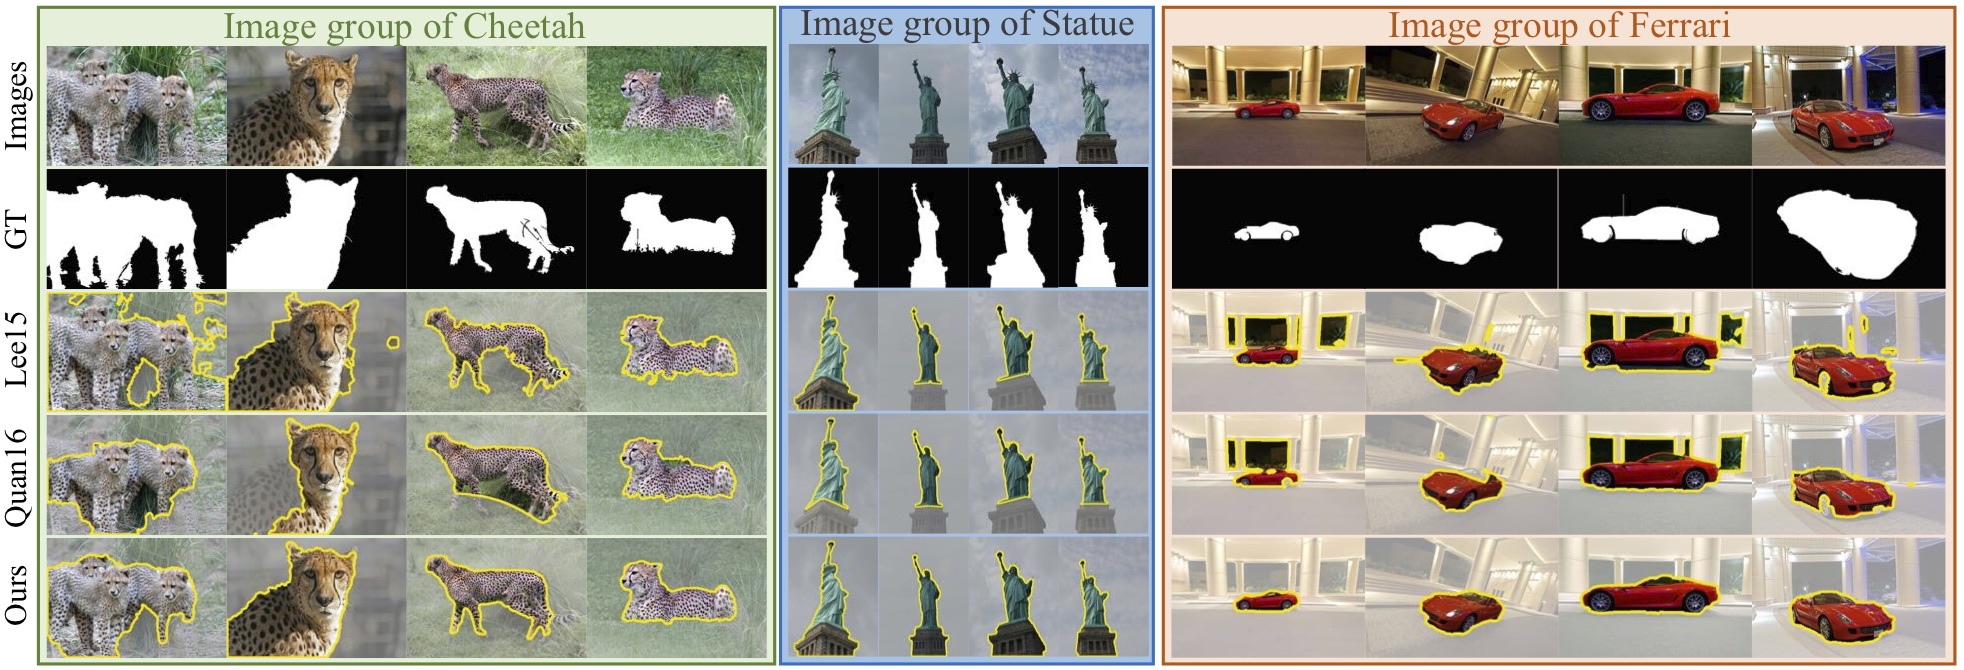 Image group of Cheetah
Image group of Statue
Image group of Ferrari
Images
GT
Lee15
Quan16
Ours